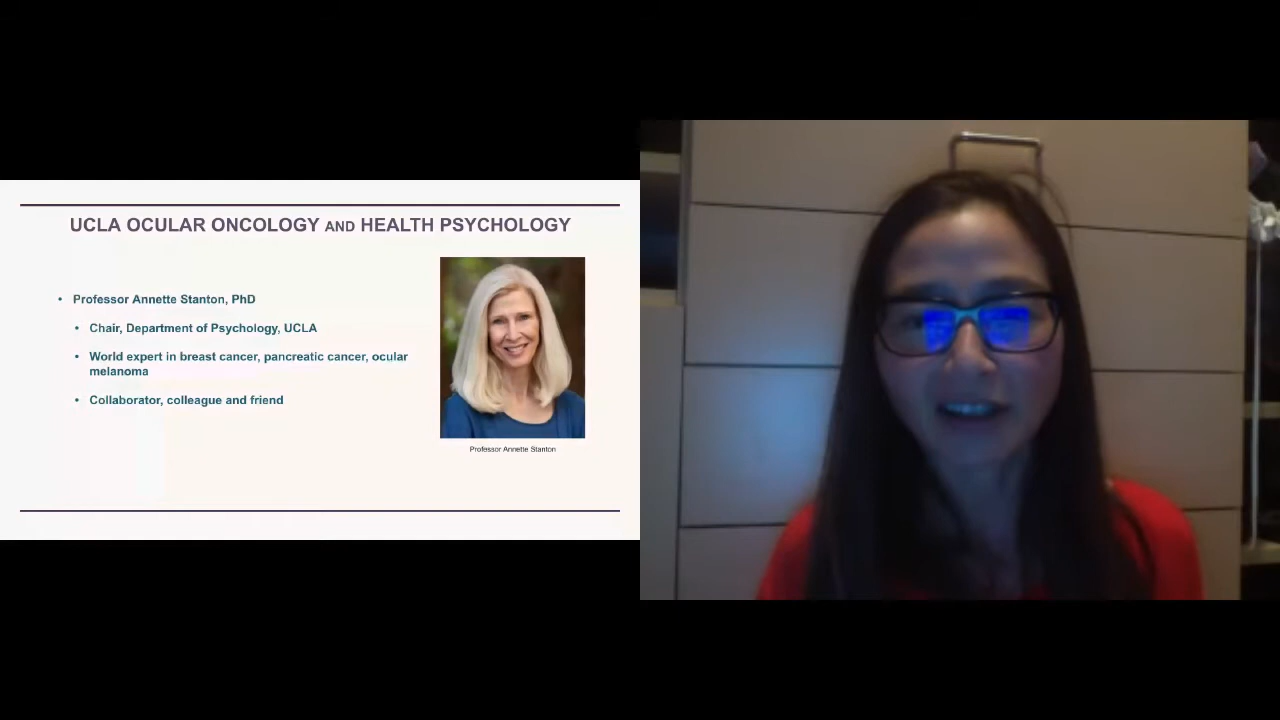 UCLA OCULAR ONCOLOGY AND HEALTH PSYCHOLOGY
• Professor Annette Stanton, PhD
• Chair, Department of Psychology, UCLA
• World expert in breast cancer, pancreatic cancer, ocular
melanoma
• Collaborator, colleague and friend
Professor Annette Stanton